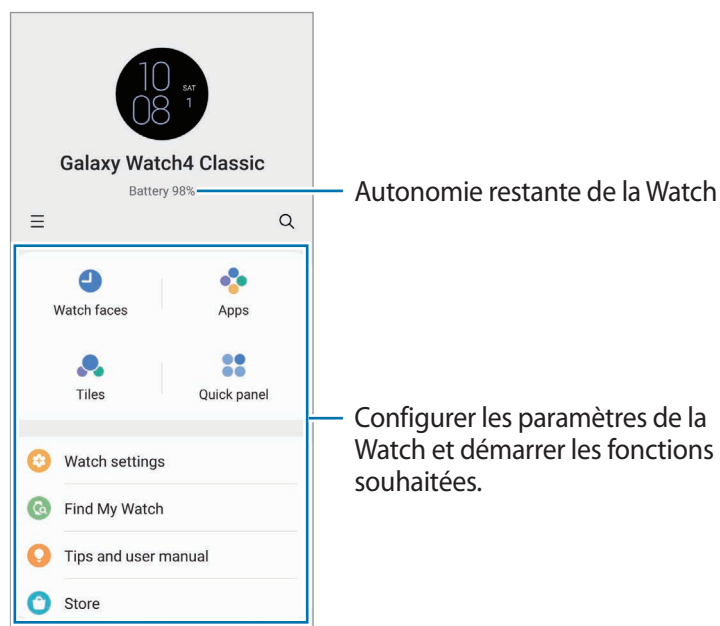 10
08
SAT
1
Galaxy Watch4 Classic
Battery 98%
Autonomie restante de la Watch
Watch faces
Apps
Tiles
Quick panel
Configurer les paramètres de la
Watch et démarrer les fonctions
souhaitées.
Watch settings
Find My Watch
Tips and user manual
Store